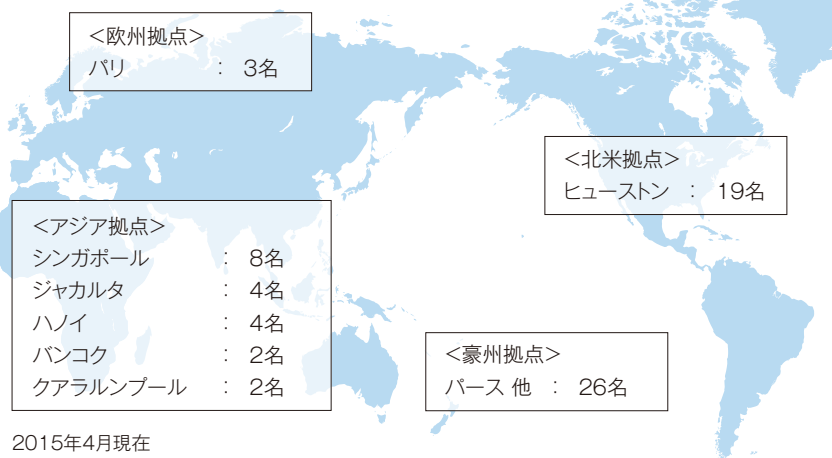 <欧州拠点>
パリ : 3名
<北米拠点>
ヒューストン : 19名
<アジア拠点>
シンガポール : 8名
ジャカルタ : 4名
ハノイ : 4名
バンコク : 2名
クアラルンプール : 2名
<豪州拠点>
パース 他 : 26名
2015年4月現在